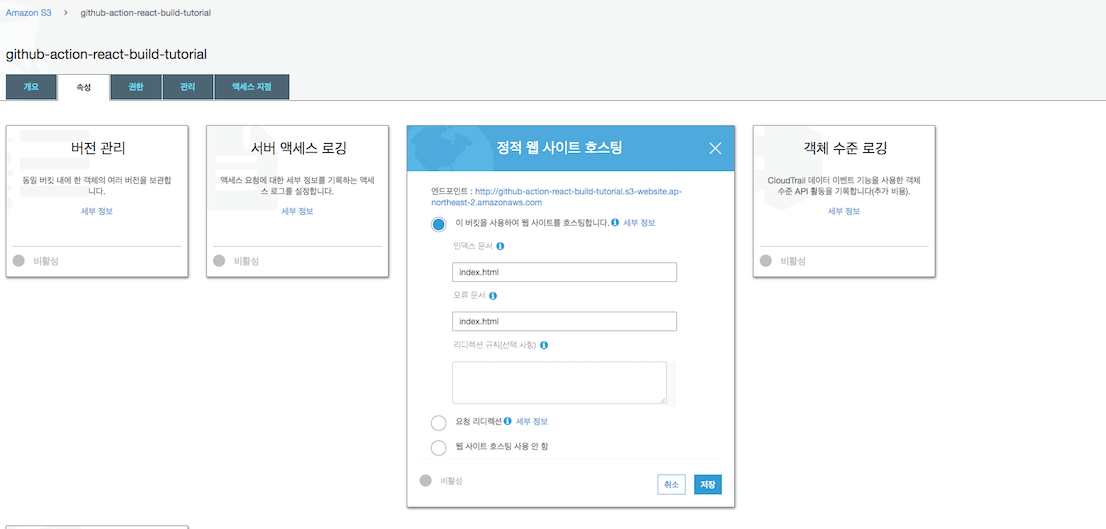 Amazon S3 > github-action-react-build-tutorial
github-action-react-build-tutorial
개요 속성 권한 관리 액세스 지점
버전 관리
동일 버킷 내에 한 객체의 여러 버전을 보관합
니다.
세부 정보
비활성
서버 액세스 로깅
액세스 요청에 대한 세부 정보를 기록하는 액세
스 로그를 설정합니다.
세부 정보
비활성
정적 웹 사이트 호스팅
엔드포인트 : http://github-action-react-build-tutorial.s3-website.ap-
northeast-2.amazonaws.com
이 버킷을 사용하여 웹 사이트를 호스팅합니다. 세부 정보
인덱스 문서
index.html
오류 문서
index.html
리디렉션 규칙(선택 사항)
요청 리디렉션 세부 정보
웹 사이트 호스팅 사용 안 함
비활성
취소 저장
객체 수준 로깅
CloudTrail 데이터 이벤트 기능을 사용한 객체
수준 API 활동을 기록합니다(추가 비용).
세부 정보
비활성